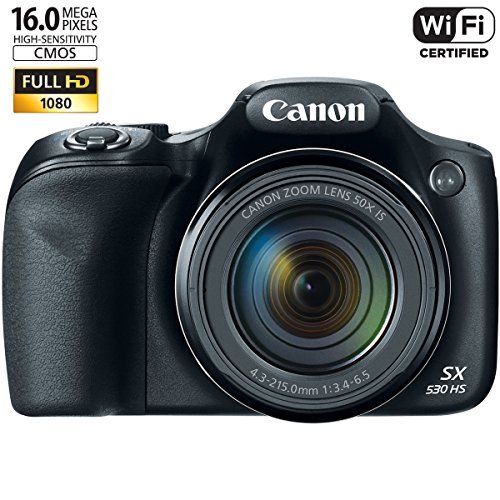 16.0 MEGA
PIXELS
HIGH-SENSITIVITY
CMOS
FULL HD
1080
WiFi
CERTIFIED
Canon
CANON ZOOM LENS 50X IS
4.3-215.0mm 1:3.4-6.5
SX
530 HS